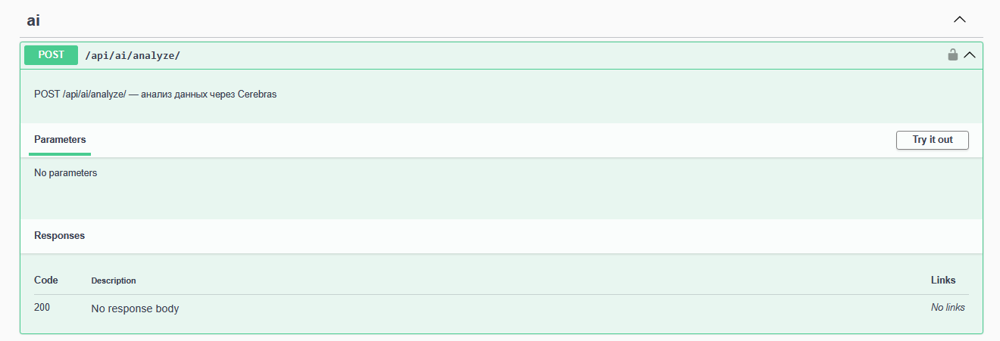 ai
POST /api/ai/analyze/
POST /api/ai/analyze/ — анализ данных через Cerebras
Parameters Try it out
No parameters
Responses
Code Description Links
200 No response body No links